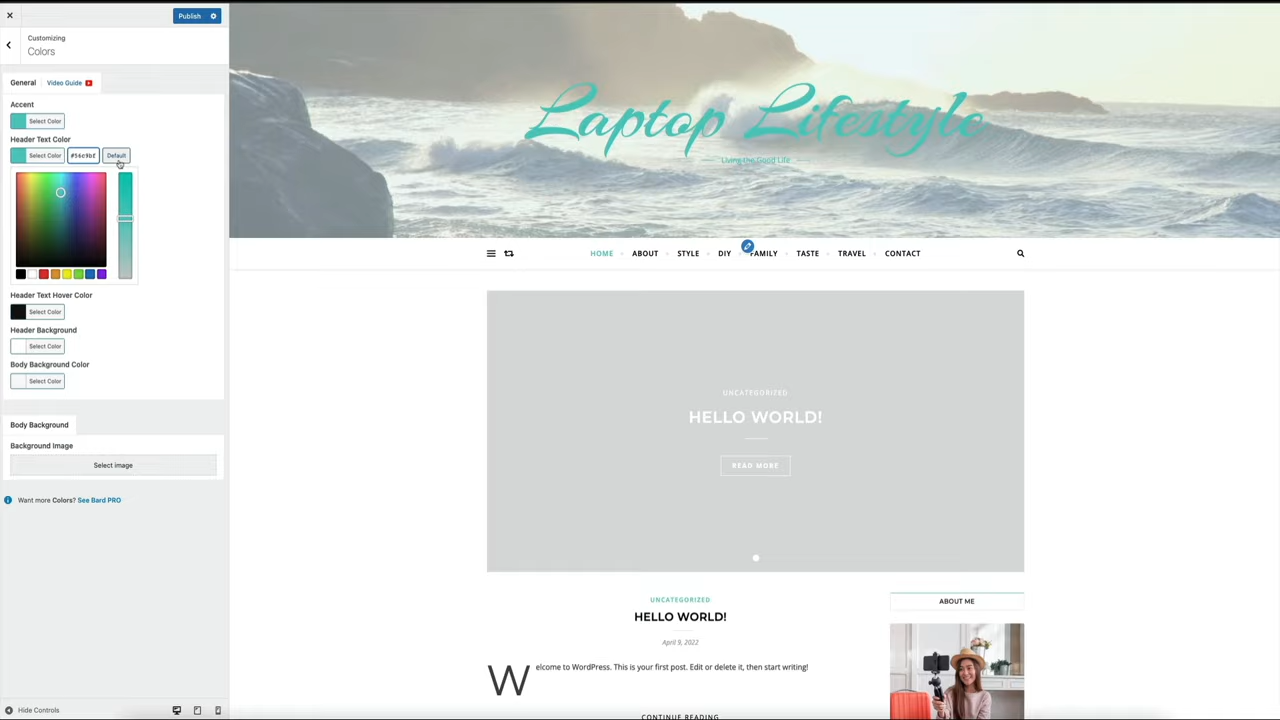 Publish
Customizing
Colors
General
Video Guide
Accent
Select Color
Header Text Color
Select Color
#56c9bf
Default
Header Text Hover Color
Select Color
Header Background
Select Color
Body Background Color
Select Color
Body Background
Background Image
Select image
Want more Colors? See Bard PRO
Hide Controls
Laptop Lifestyle
Living the Good Life
HOME ABOUT STYLE DIY FAMILY TASTE TRAVEL CONTACT
UNCATEGORIZED
HELLO WORLD!
READ MORE
UNCATEGORIZED
HELLO WORLD!
April 9, 2022
Welcome to WordPress. This is your first post. Edit or delete it, then start writing!
CONTINUE READING
ABOUT ME